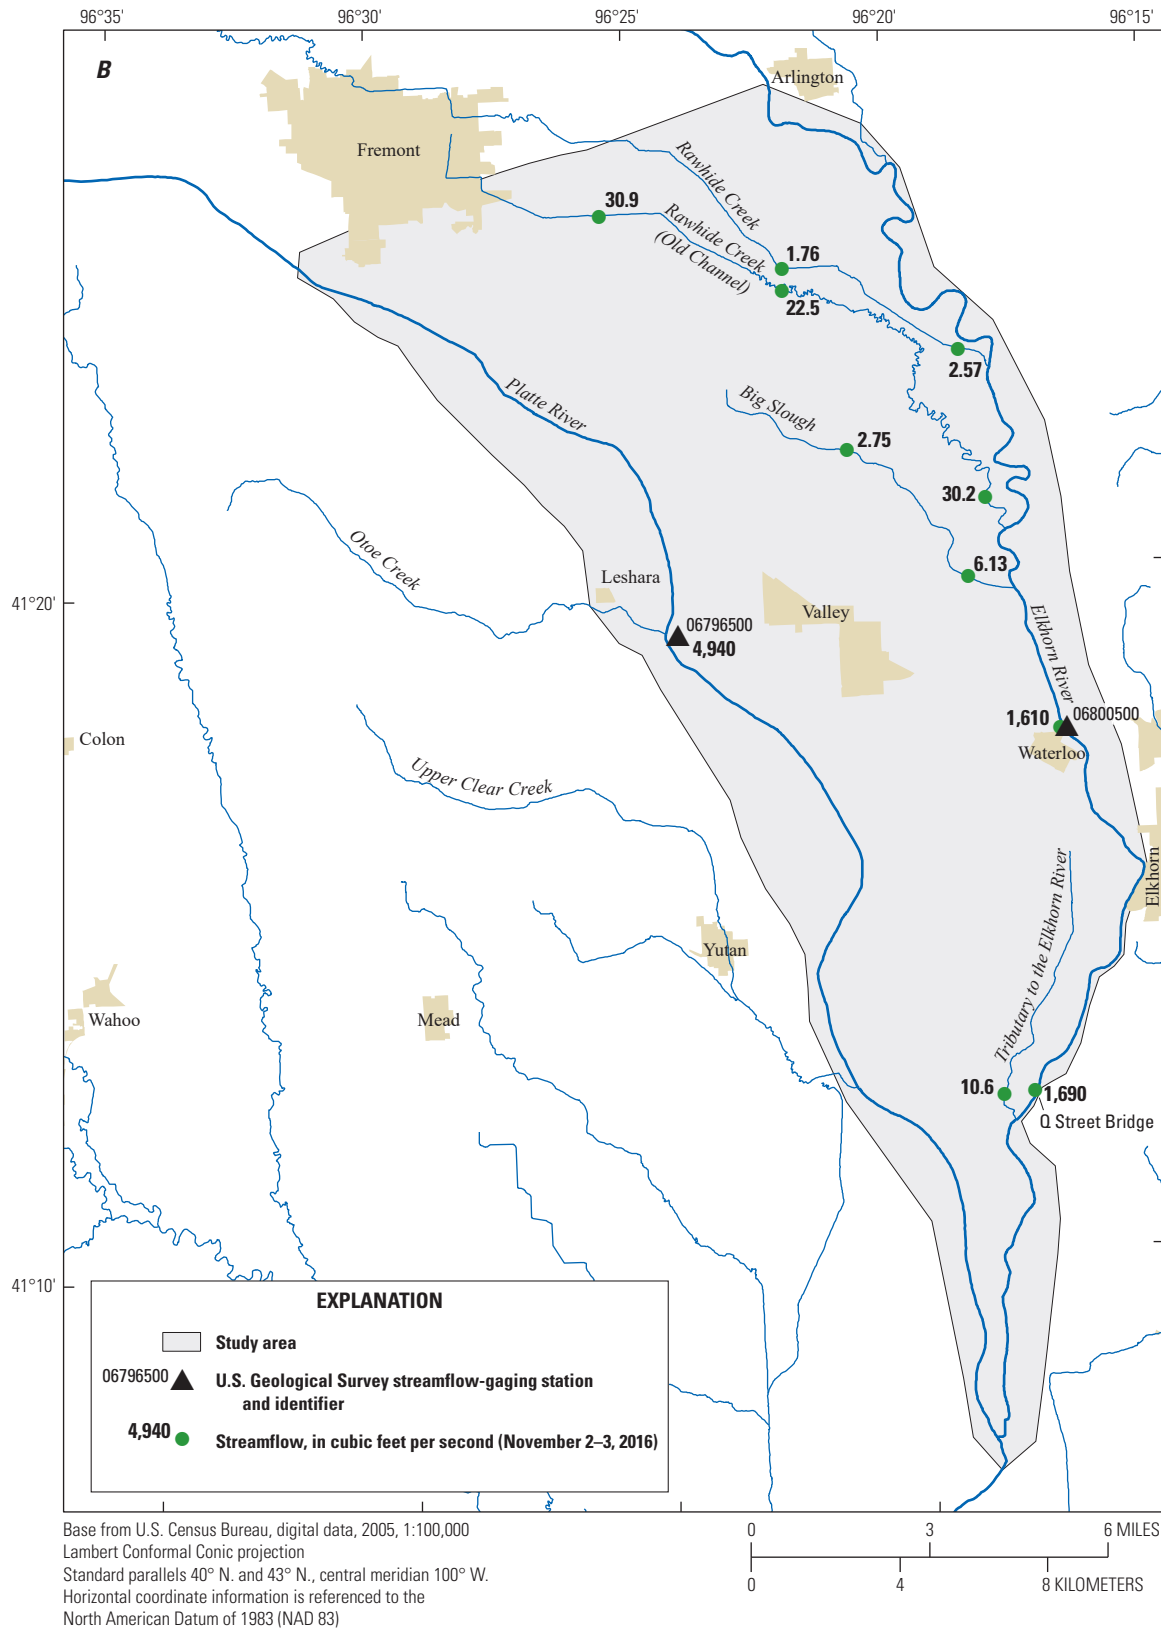 96°35'
96°30'
96°25'
96°20'
96°15'
B
Arlington
Fremont
Rawhide Creek
30.9
Rawhide Creek
(Old Channel)
1.76
22.5
2.57
Platte River
Big Slough
2.75
30.2
Otoe Creek
6.13
Leshara
41°20'
Valley
06796500
4,940
Elkhorn River
1,610
06800500
Colon
Waterloo
Upper Clear Creek
Elkhorn
Tributary to the Elkhorn River
Yutan
Wahoo
Mead
10.6
1,690
Q Street Bridge
41°10'
EXPLANATION
Study area
06796500
U.S. Geological Survey streamflow-gaging station
and identifier
4,940
Streamflow, in cubic feet per second (November 2–3, 2016)
Base from U.S. Census Bureau, digital data, 2005, 1:100,000
Lambert Conformal Conic projection
Standard parallels 40° N. and 43° N., central meridian 100° W.
Horizontal coordinate information is referenced to the
North American Datum of 1983 (NAD 83)
0 3 6 MILES
0 4 8 KILOMETERS